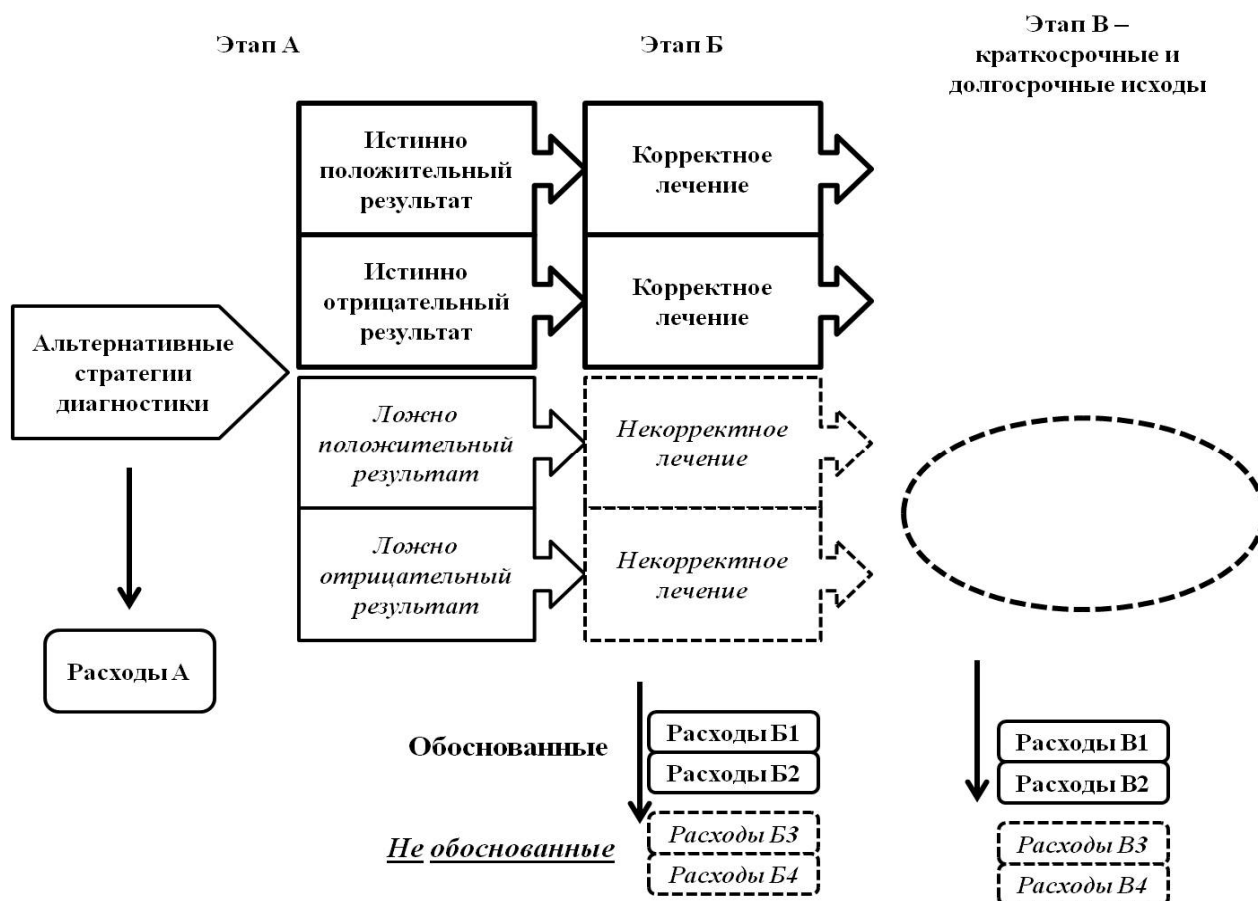 Этап А
Этап Б
Этап В –
краткосрочные и
долгосрочные исходы
Истинно
положительный
результат
Корректное
лечение
Истинно
отрицательный
результат
Корректное
лечение
Альтернативные
стратегии
диагностики
Ложно
положительный
результат
Некорректное
лечение
Ложно
отрицательный
результат
Некорректное
лечение
Расходы А
Обоснованные
Расходы Б1
Расходы Б2
Расходы В1
Расходы В2
Не обоснованные
Расходы Б3
Расходы Б4
Расходы В3
Расходы В4